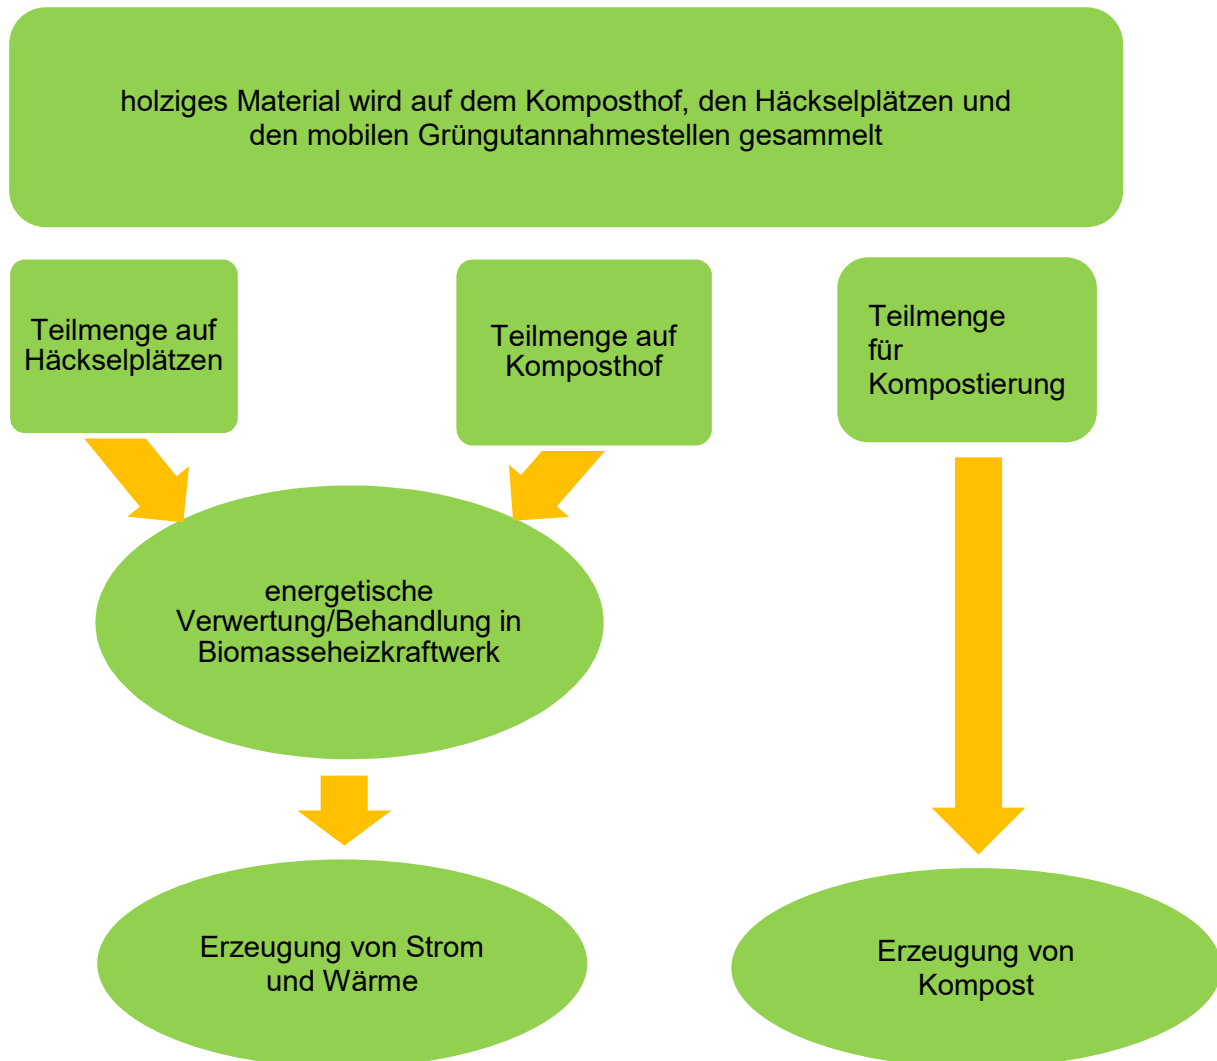 holziges Material wird auf dem Komposthof, den Häckselplätzen und
den mobilen Grüngutannahmestellen gesammelt
Teilmenge auf
Häckselplätzen
Teilmenge auf
Komposthof
Teilmenge
für
Kompostierung
energetische
Verwertung/Behandlung in
Biomasseheizkraftwerk
Erzeugung von Strom
und Wärme
Erzeugung von
Kompost